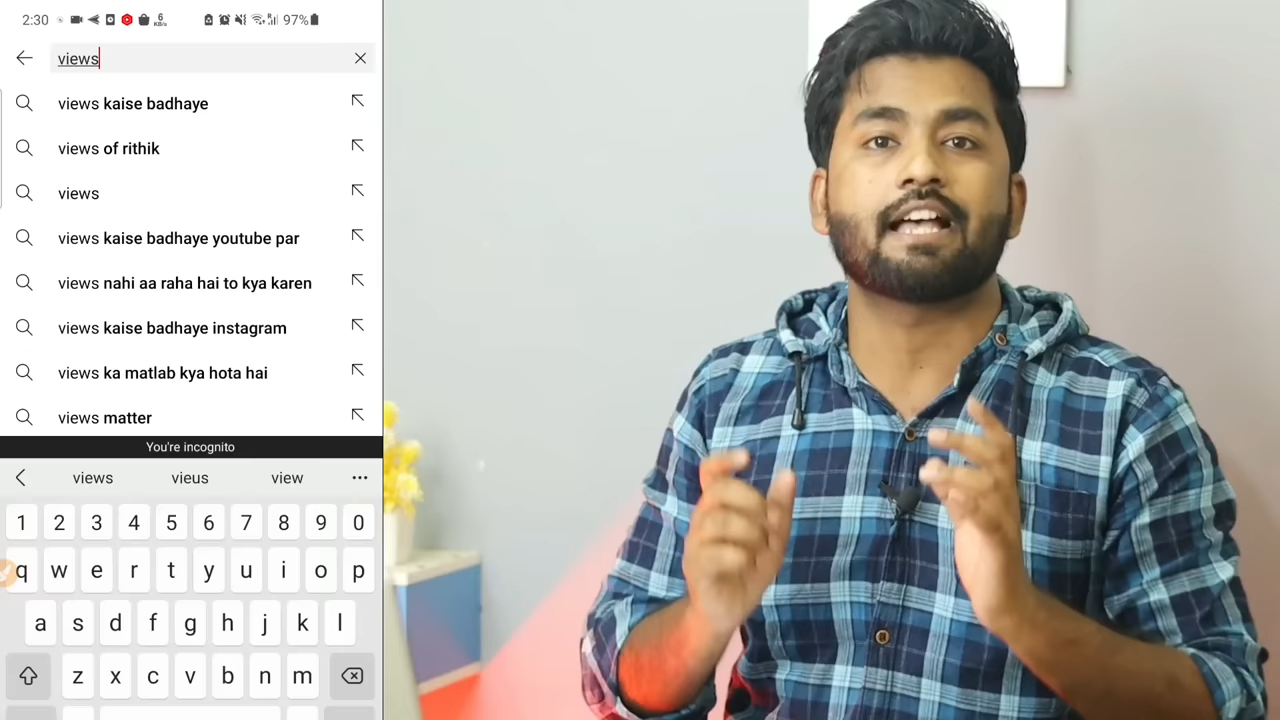 2:30
6
KB/s
97%
views
views kaise badhaye
views of rithik
views
views kaise badhaye youtube par
views nahi aa raha hai to kya karen
views kaise badhaye instagram
views ka matlab kya hota hai
views matter
You're incognito
views vieus view
1 2 3 4 5 6 7 8 9 0
q w e r t y u i o p
a s d f g h j k l
z x c v b n m